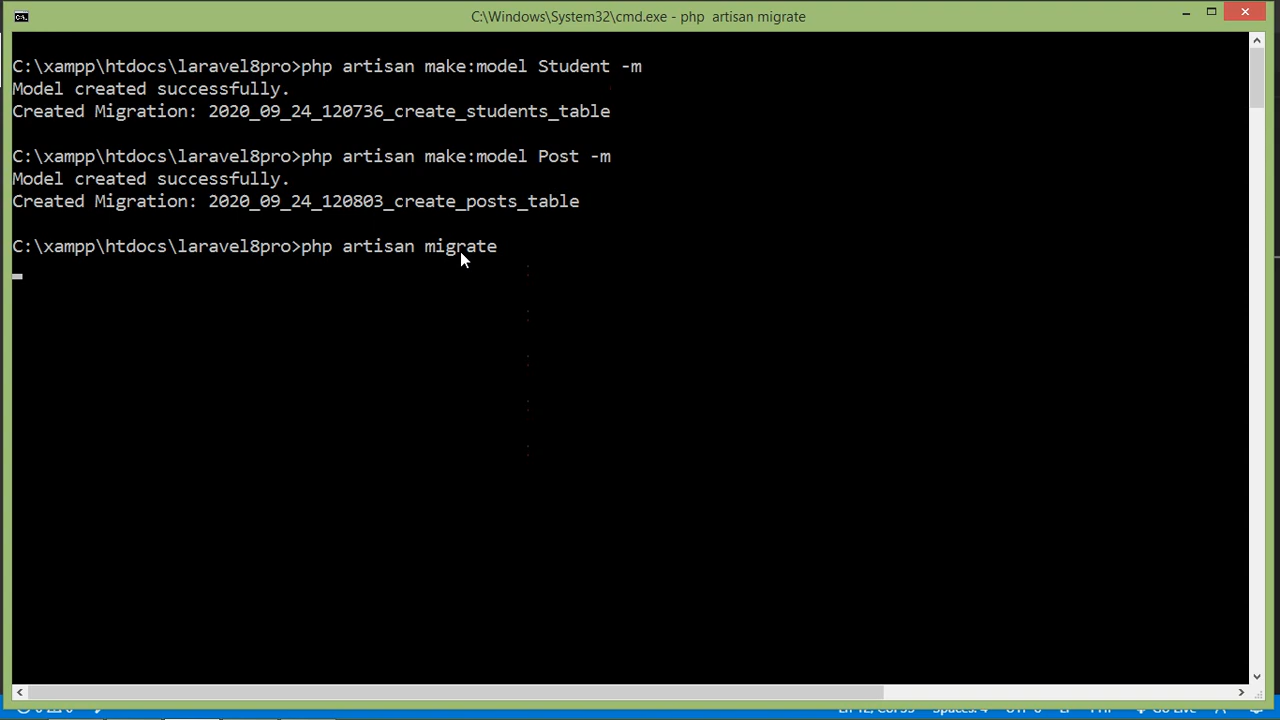 C:\Windows\System32\cmd.exe - php  artisan migrate
C:\xampp\htdocs\laravel8pro>php artisan make:model Student -m
Model created successfully.
Created Migration: 2020_09_24_120736_create_students_table
C:\xampp\htdocs\laravel8pro>php artisan make:model Post -m
Model created successfully.
Created Migration: 2020_09_24_120803_create_posts_table
C:\xampp\htdocs\laravel8pro>php artisan migrate